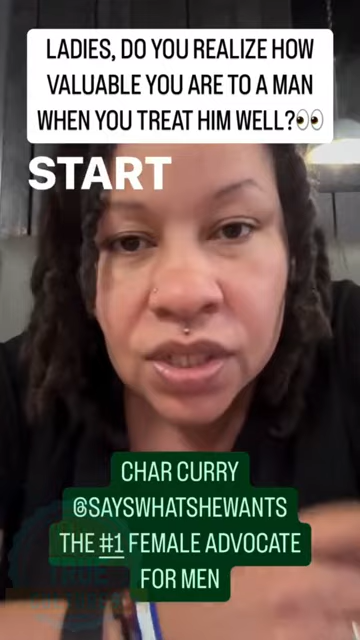 LADIES, DO YOU REALIZE HOW
VALUABLE YOU ARE TO A MAN
WHEN YOU TREAT HIM WELL?👀
START
CHAR CURRY
@SAYSWHATSHEWANTS
THE #1 FEMALE ADVOCATE
FOR MEN
TRUE